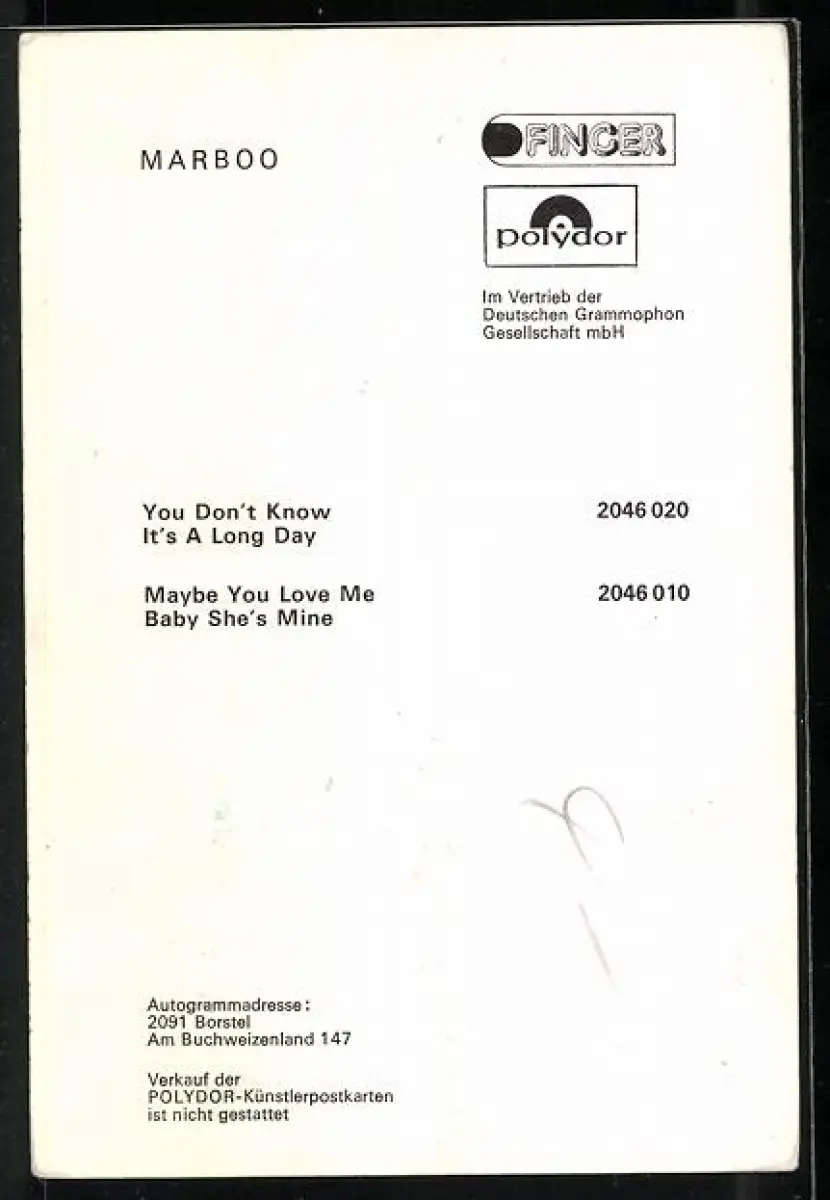 MARBOO
FINGER
polydor
Im Vertrieb der
Deutschen Grammophon
Gesellschaft mbH
You Don't Know 2046 020
It's A Long Day
Maybe You Love Me 2046 010
Baby She's Mine
Autogrammadresse:
2091 Borstel
Am Buchweizenland 147
Verkauf der
POLYDOR-Künstlerpostkarten
ist nicht gestattet